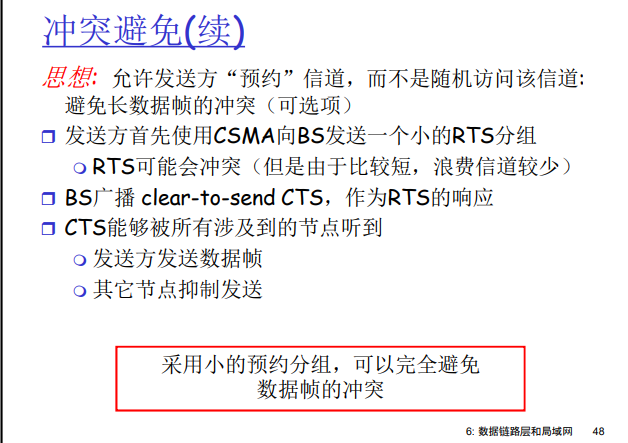 冲突避免(续)
思想: 允许发送方“预约”信道，而不是随机访问该信道:
避免长数据帧的冲突（可选项）
发送方首先使用CSMA向BS发送一个小的RTS分组
RTS可能会冲突（但是由于比较短，浪费信道较少）
BS广播 clear-to-send CTS，作为RTS的响应
CTS能够被所有涉及到的节点听到
发送方发送数据帧
其它节点抑制发送
采用小的预约分组，可以完全避免
数据帧的冲突
6: 数据链路层和局域网 48